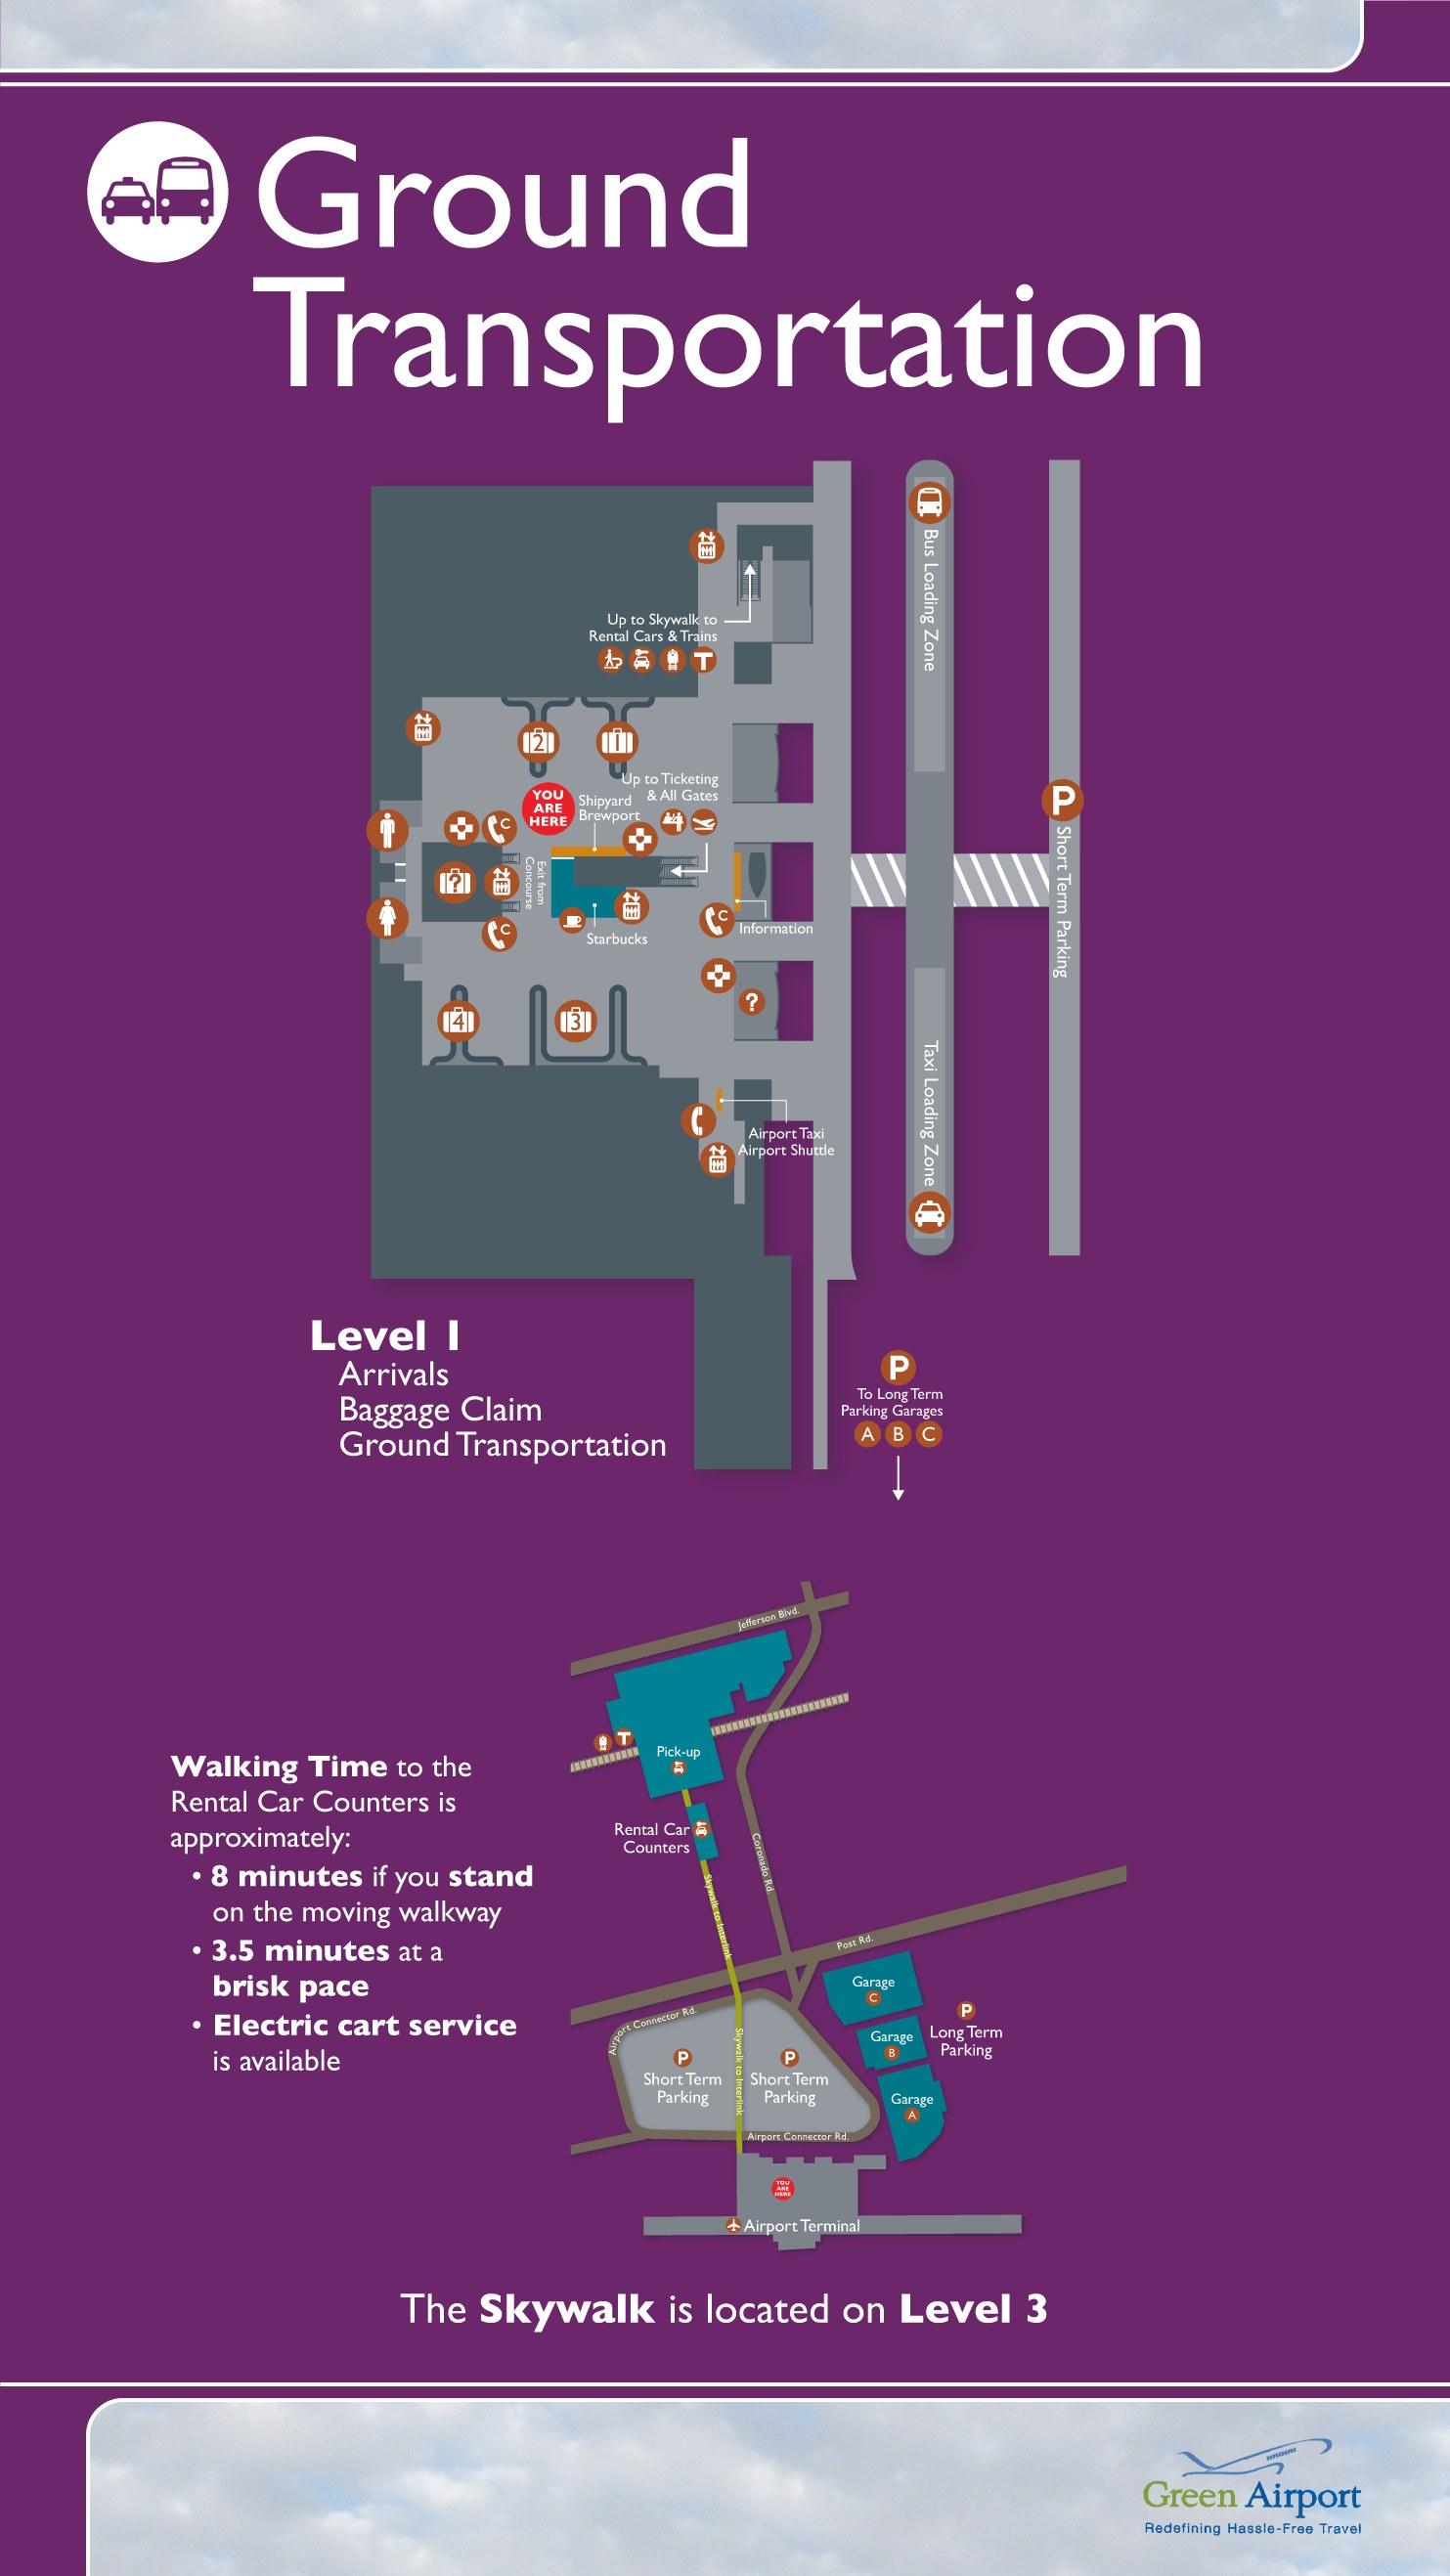 Ground
Transportation
Bus Loading Zone
Up to Skywalk to
Rental Cars & Trains
T
2
1
Up to Ticketing
& All Gates
YOU
ARE
HERE
Shipyard
Brewport
P
Short Term Parking
C
?
Exit from
Concourse
C
C
Information
Starbucks
?
4
3
Taxi Loading Zone
Airport Taxi
Airport Shuttle
Level 1
Arrivals
Baggage Claim
Ground Transportation
P
To Long Term
Parking Garages
A B C
Jefferson Blvd.
T
Pick-up
Rental Car
Counters
Coronado Rd.
Skywalk to Interlink
Post Rd.
Walking Time to the
Rental Car Counters is
approximately:
• 8 minutes if you stand
on the moving walkway
• 3.5 minutes at a
brisk pace
• Electric cart service
is available
Garage
C
Garage
B
P
Long Term
Parking
Garage
A
Airport Connector Rd.
P
Short Term
Parking
Skywalk to Interlink
P
Short Term
Parking
Airport Connector Rd.
YOU
ARE
HERE
Airport Terminal
The Skywalk is located on Level 3
Green Airport
Redefining Hassle-Free Travel